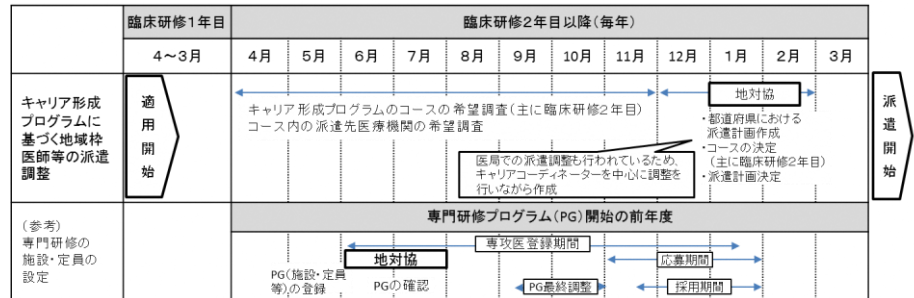 臨床研修1年目
臨床研修2年目以降(毎年)
4～3月
4月
5月
6月
7月
8月
9月
10月
11月
12月
1月
2月
3月
キャリア形成
プログラムに
基づく地域枠
医師等の派遣
調整
適用開始
キャリア形成プログラムのコースの希望調査(主に臨床研修2年目)
コース内の派遣先医療機関の希望調査
地対協
・都道府県における
派遣計画作成
・コースの決定
(主に臨床研修2年目)
・派遣計画決定
医局での派遣調整も行われているため、
キャリアコーディネーターを中心に調整を
行いながら作成
派遣開始
(参考)
専門研修の
施設・定員の
設定
専門研修プログラム(PG)開始の前年度
専攻医登録期間
地対協
応募期間
PG(施設・定員
等)の登録
PGの確認
PG最終調整
採用期間